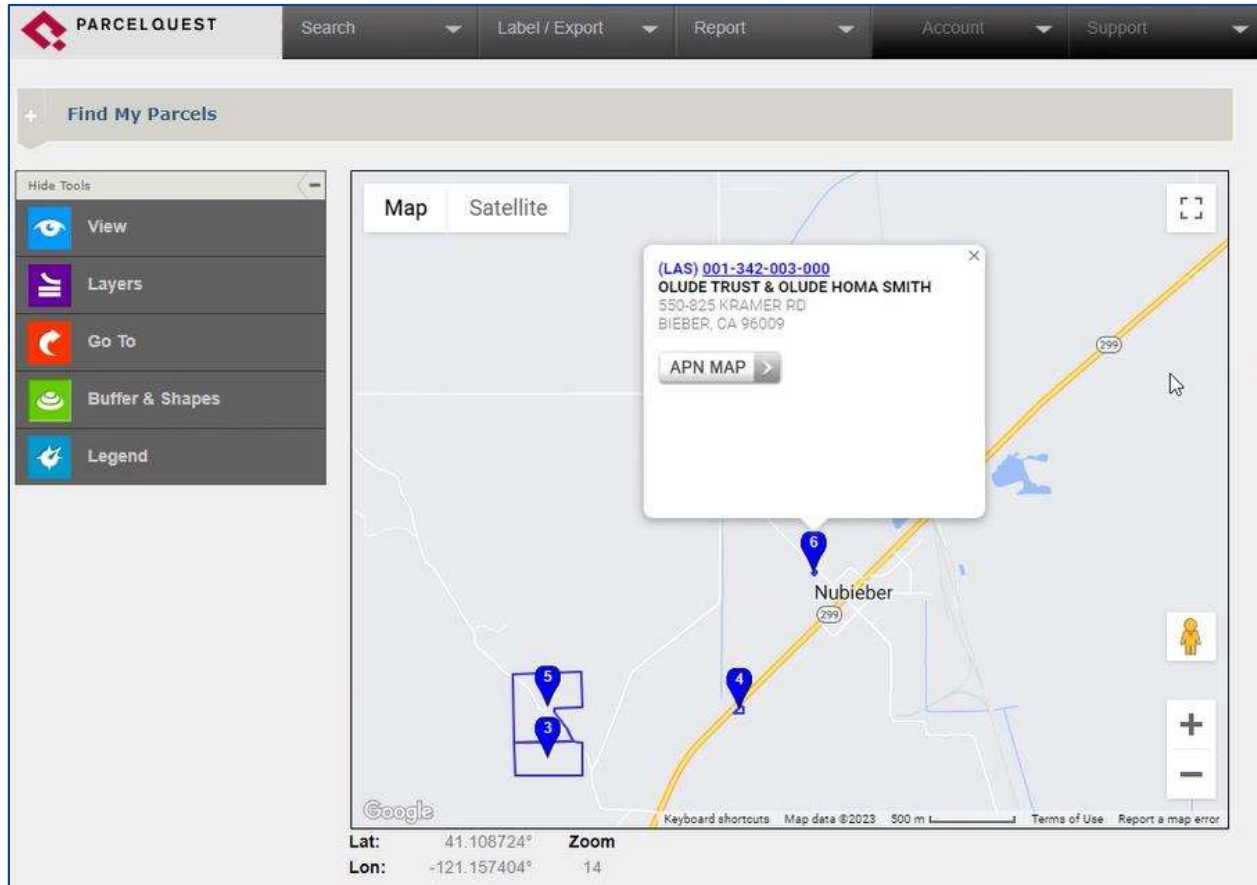 PARCELQUEST
Search
Label / Export
Report
Account
Support
Find My Parcels
Hide Tools
View
Layers
Go To
Buffer & Shapes
Legend
Map Satellite
(LAS) 001-342-003-000
OLUDE TRUST & OLUDE HOMA SMITH
550-825 KRAMER RD
BIEBER, CA 96009
APN MAP
299
6
Nubieber
299
5
4
3
Google
Keyboard shortcuts Map data ©2023 500 m Terms of Use Report a map error
Lat: 41.108724° Zoom
Lon: -121.157404° 14